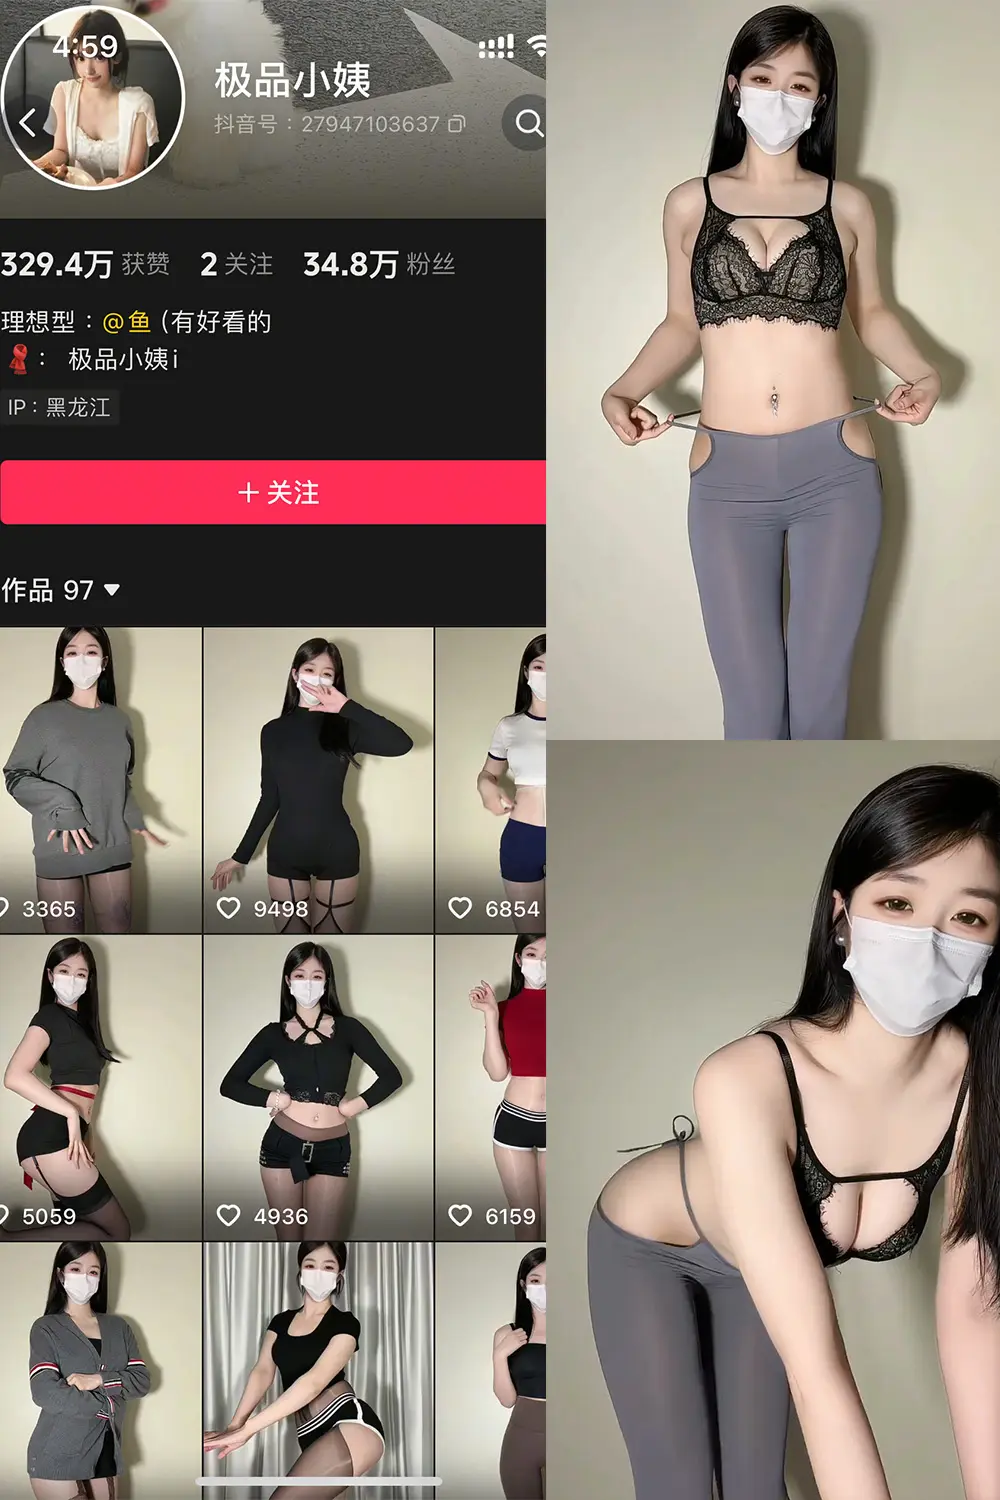 4:59
极品小姨
抖音号：27947103637
329.4万 获赞 2 关注 34.8万 粉丝
理想型：@鱼 (有好看的
： 极品小姨i
IP：黑龙江
+ 关注
作品 97
3365
9498
6854
5059
4936
6159